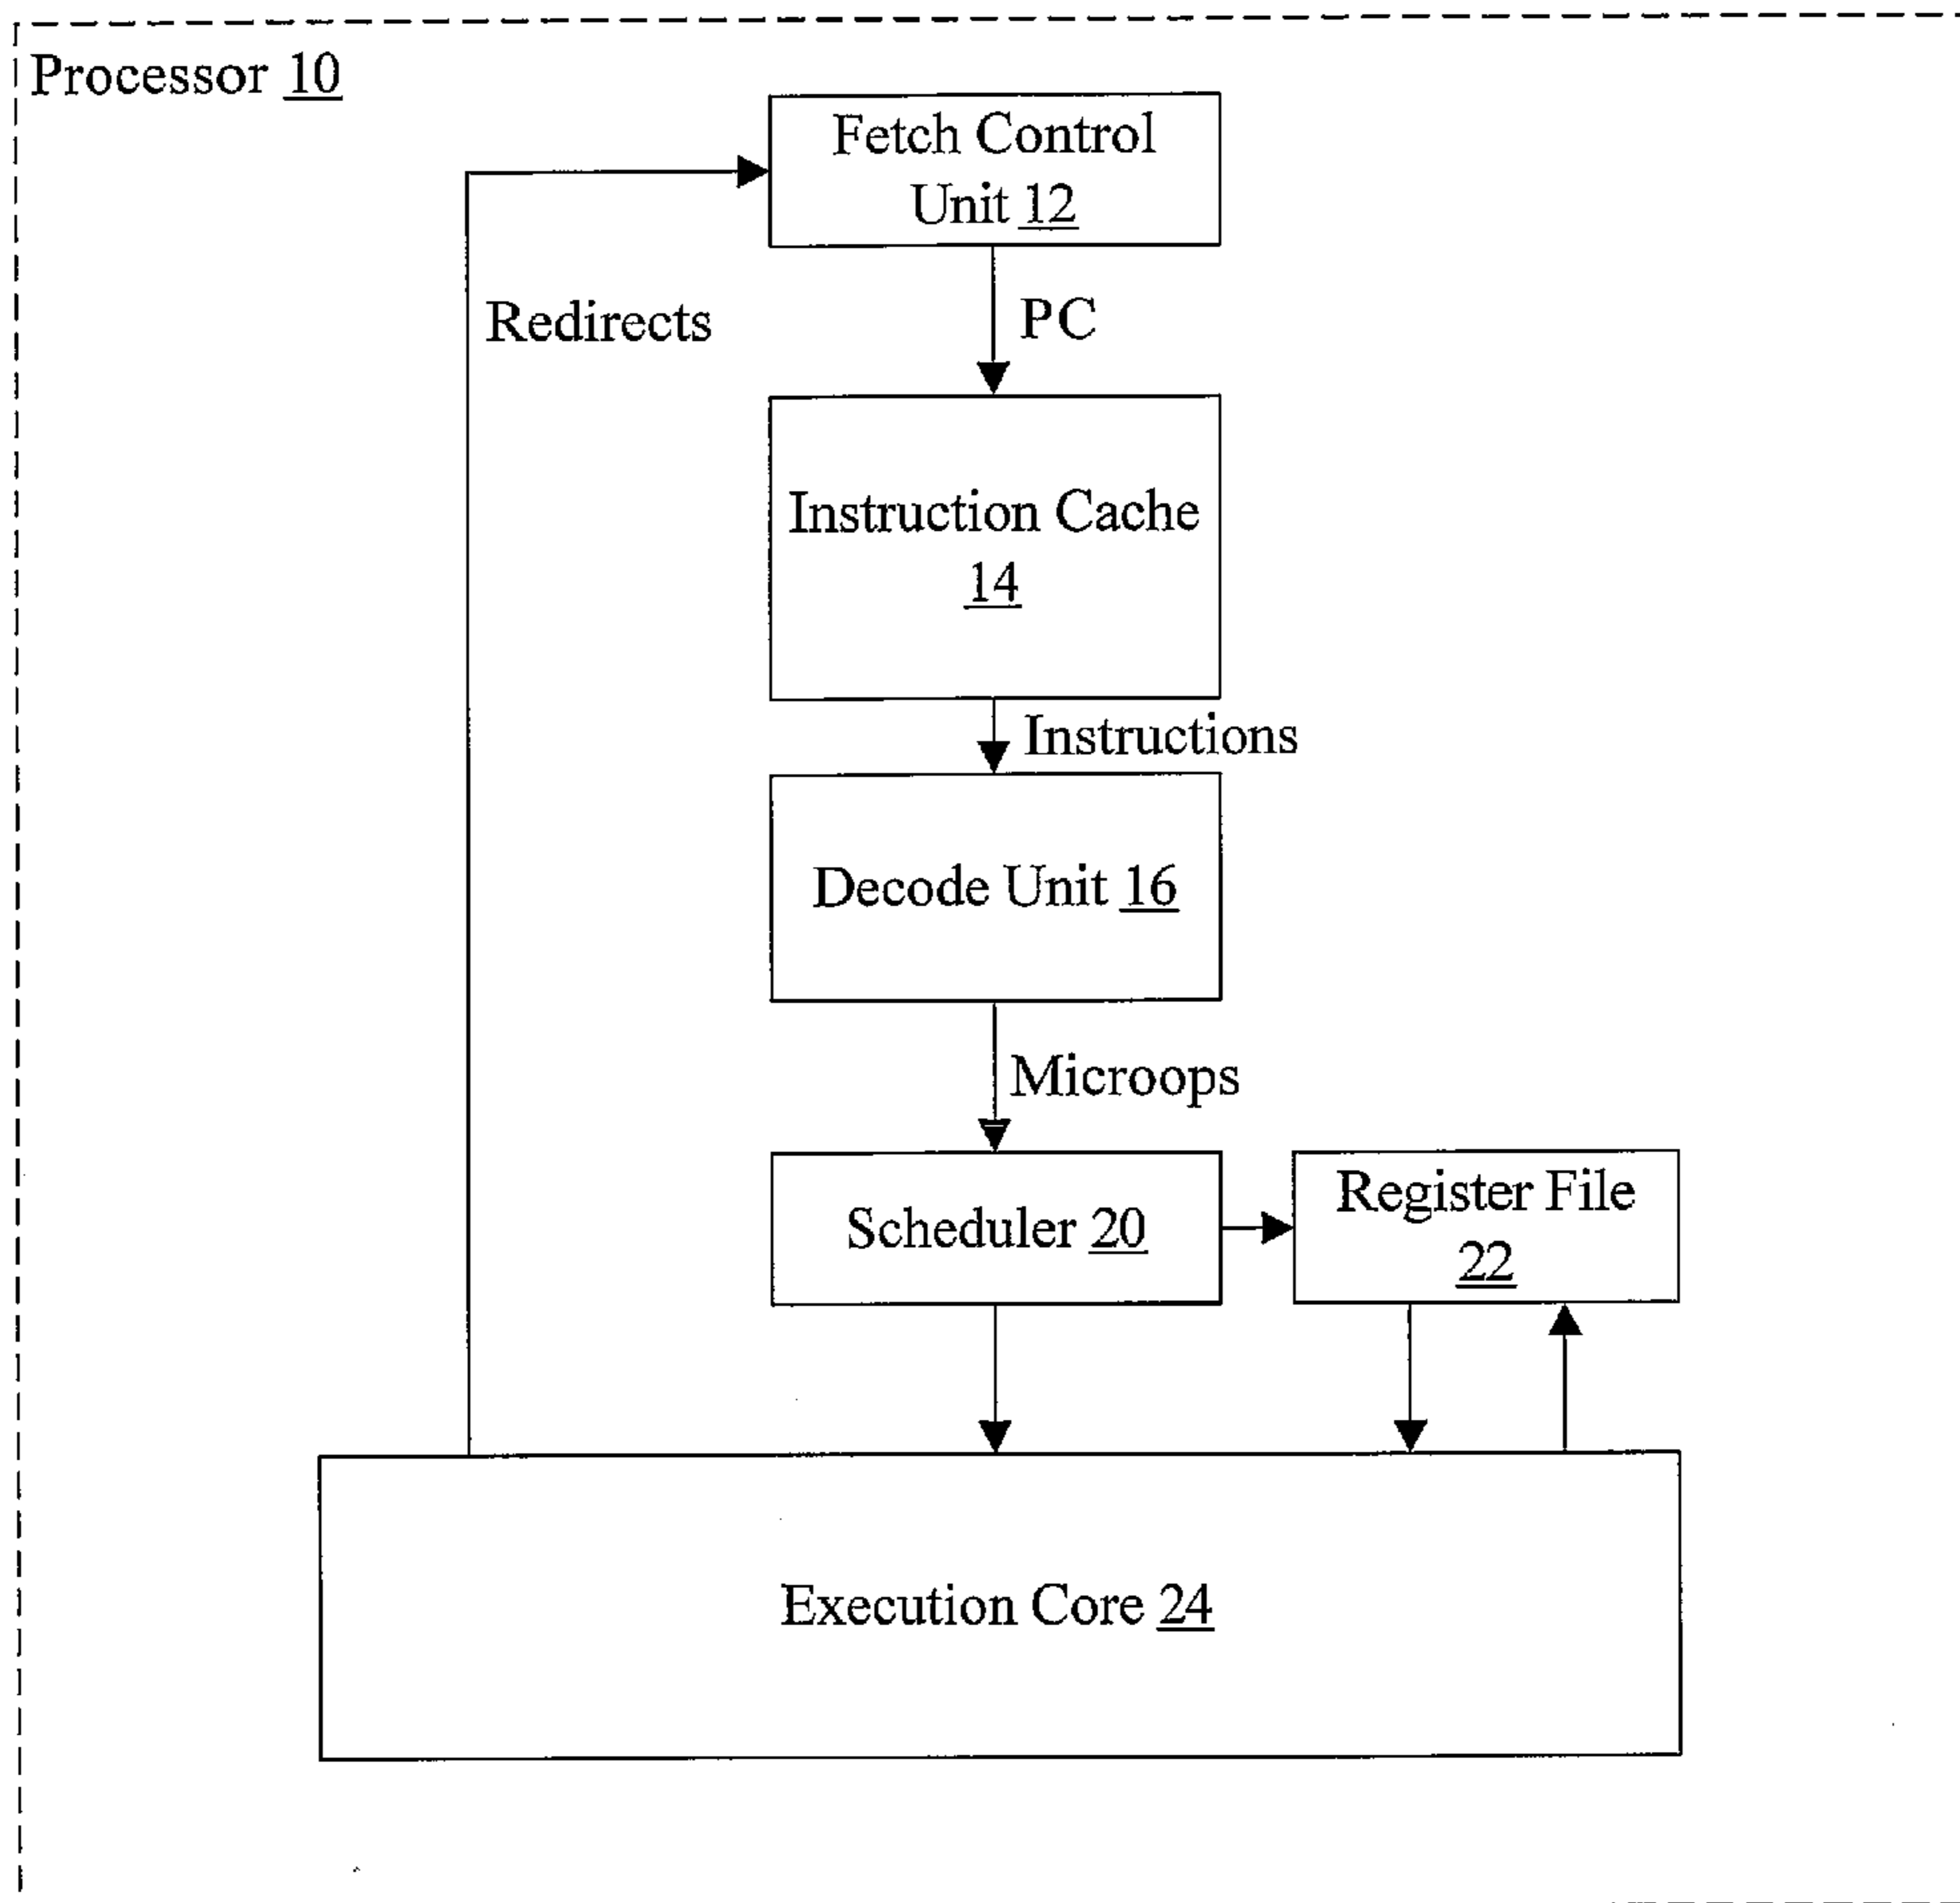 Processor 10
Fetch Control
Unit 12
Redirects
PC
Instruction Cache
14
Instructions
Decode Unit 16
Microops
Scheduler 20
Register File
22
Execution Core 24